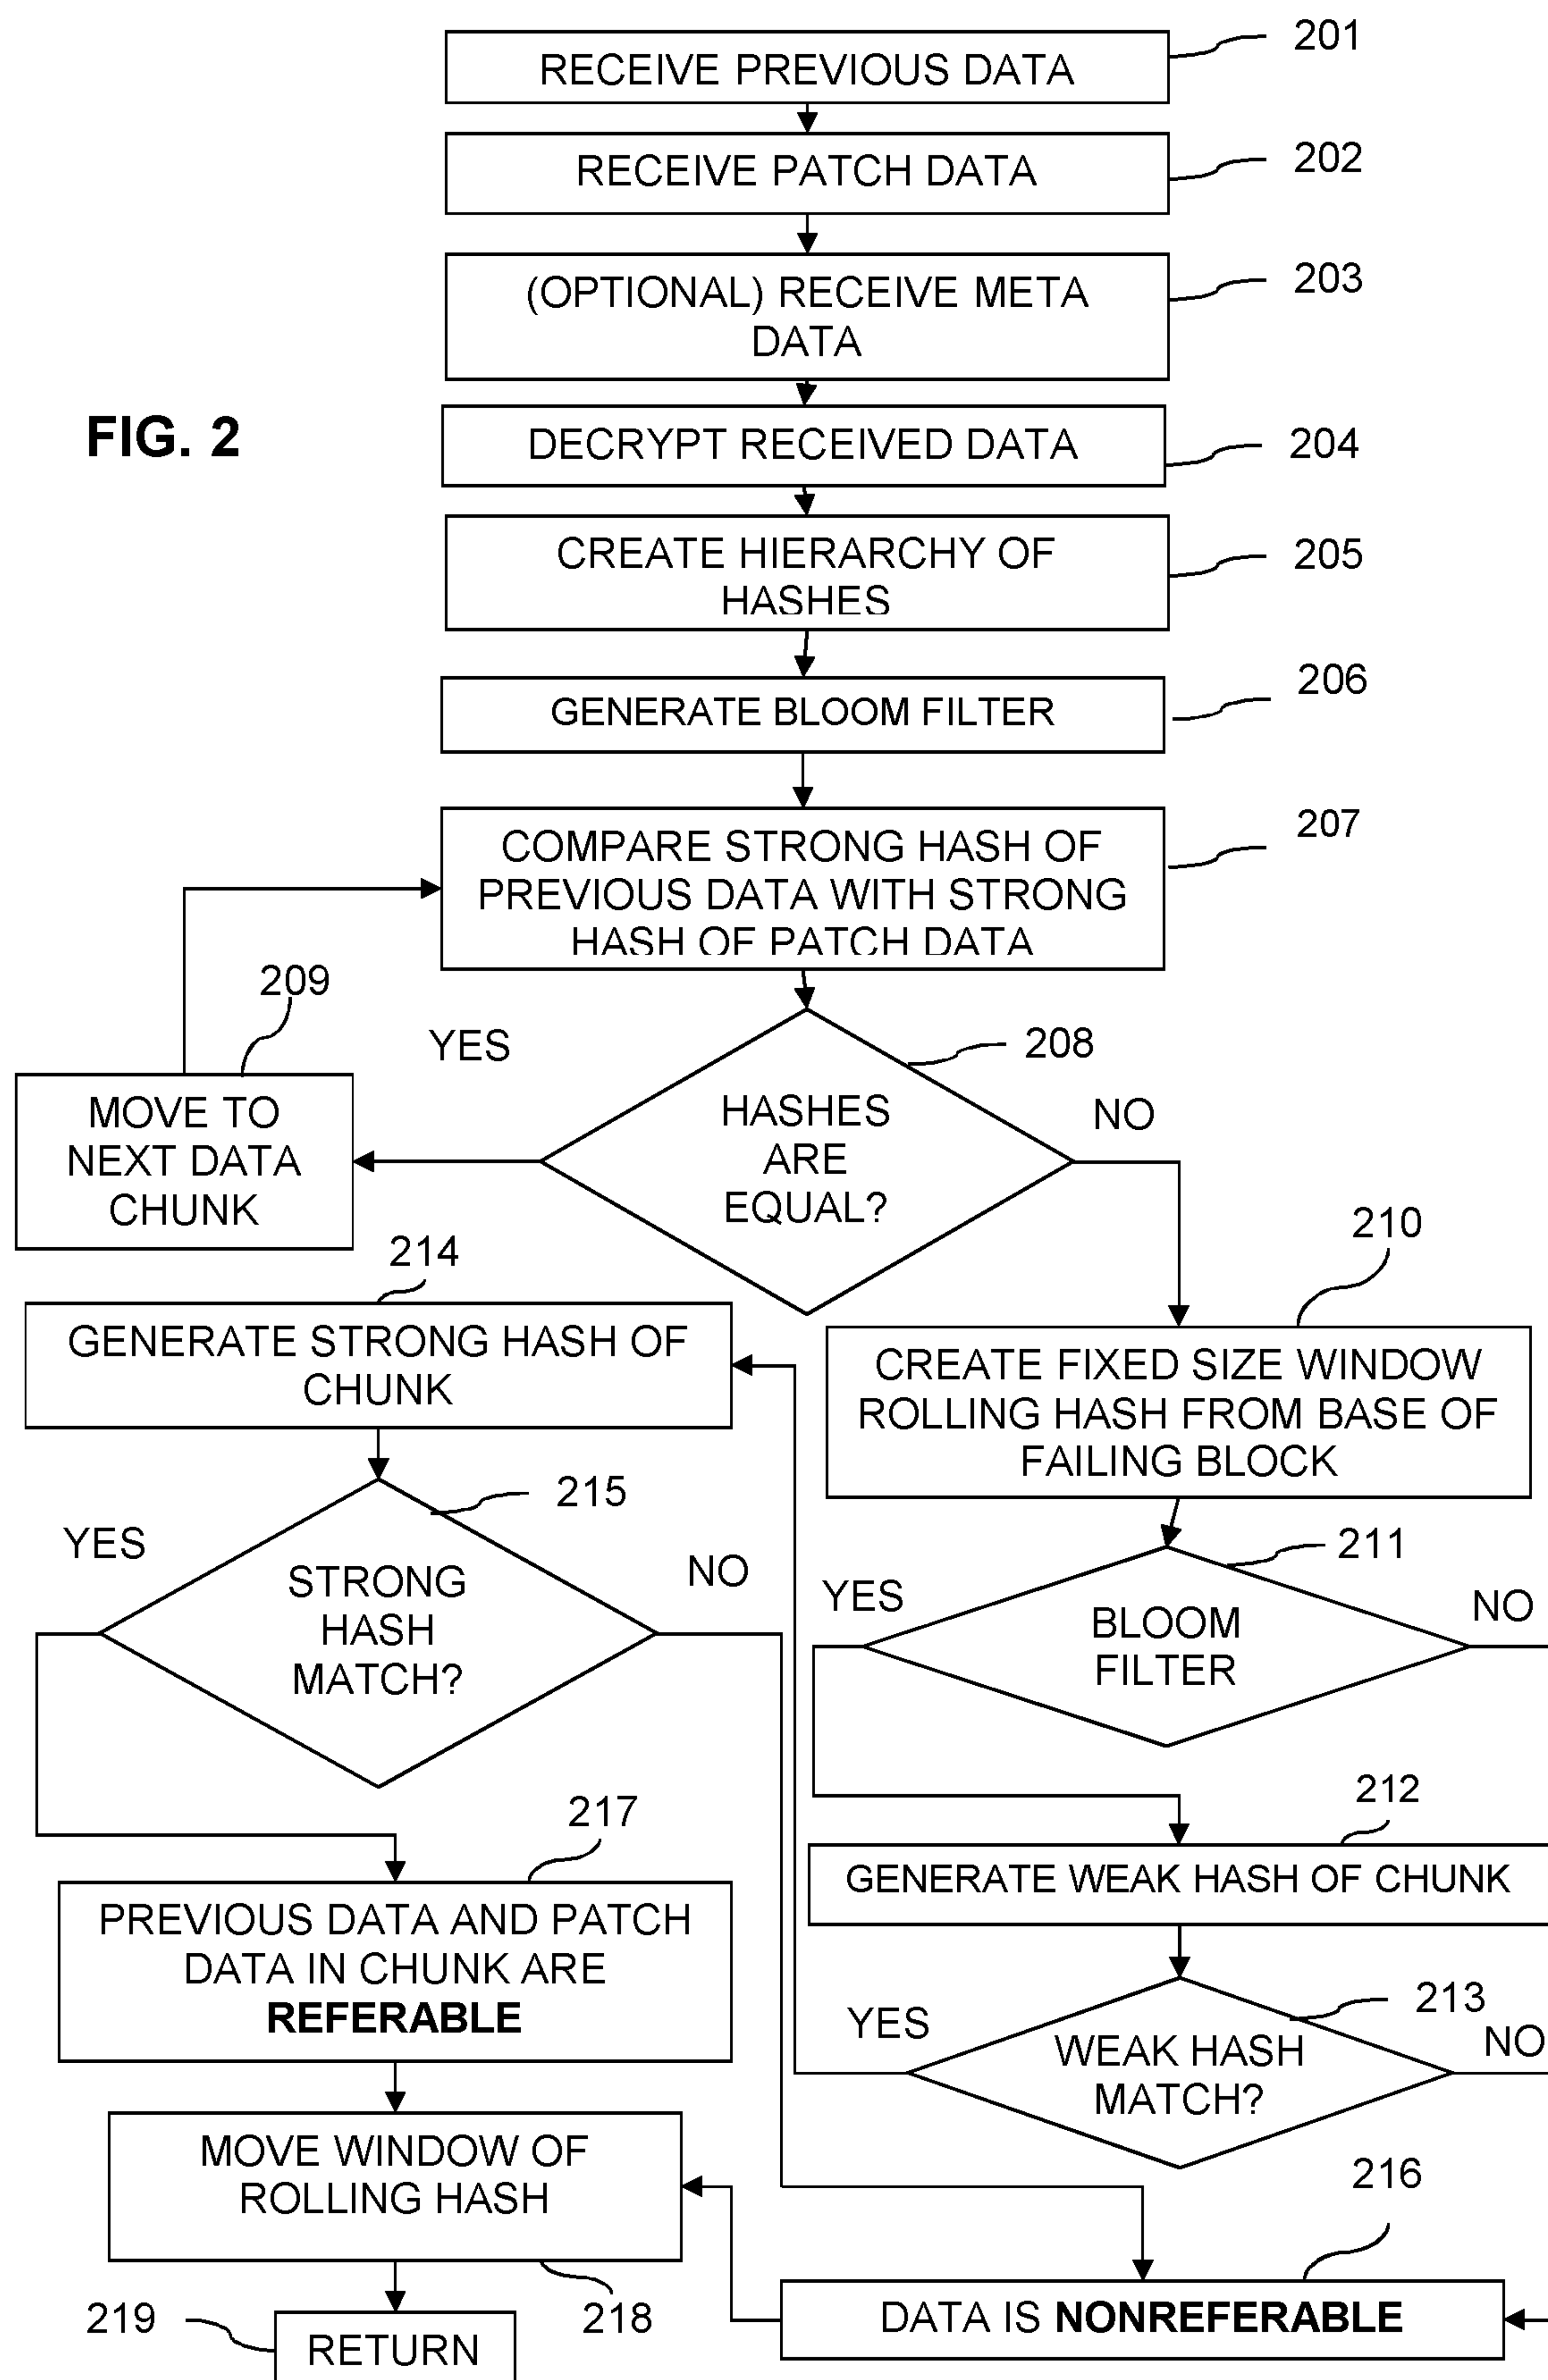 RECEIVE PREVIOUS DATA
201
RECEIVE PATCH DATA
202
(OPTIONAL) RECEIVE META
DATA
203
FIG. 2
DECRYPT RECEIVED DATA
204
CREATE HIERARCHY OF
HASHES
205
GENERATE BLOOM FILTER
206
COMPARE STRONG HASH OF
PREVIOUS DATA WITH STRONG
HASH OF PATCH DATA
207
209
MOVE TO
NEXT DATA
CHUNK
YES
208
HASHES
ARE
EQUAL?
NO
214
GENERATE STRONG HASH OF
CHUNK
210
CREATE FIXED SIZE WINDOW
ROLLING HASH FROM BASE OF
FAILING BLOCK
215
YES
STRONG
HASH
MATCH?
NO
211
YES
BLOOM
FILTER
NO
212
GENERATE WEAK HASH OF CHUNK
217
PREVIOUS DATA AND PATCH
DATA IN CHUNK ARE
REFERABLE
213
YES
WEAK HASH
MATCH?
NO
MOVE WINDOW OF
ROLLING HASH
218
216
DATA IS NONREFERABLE
219
RETURN